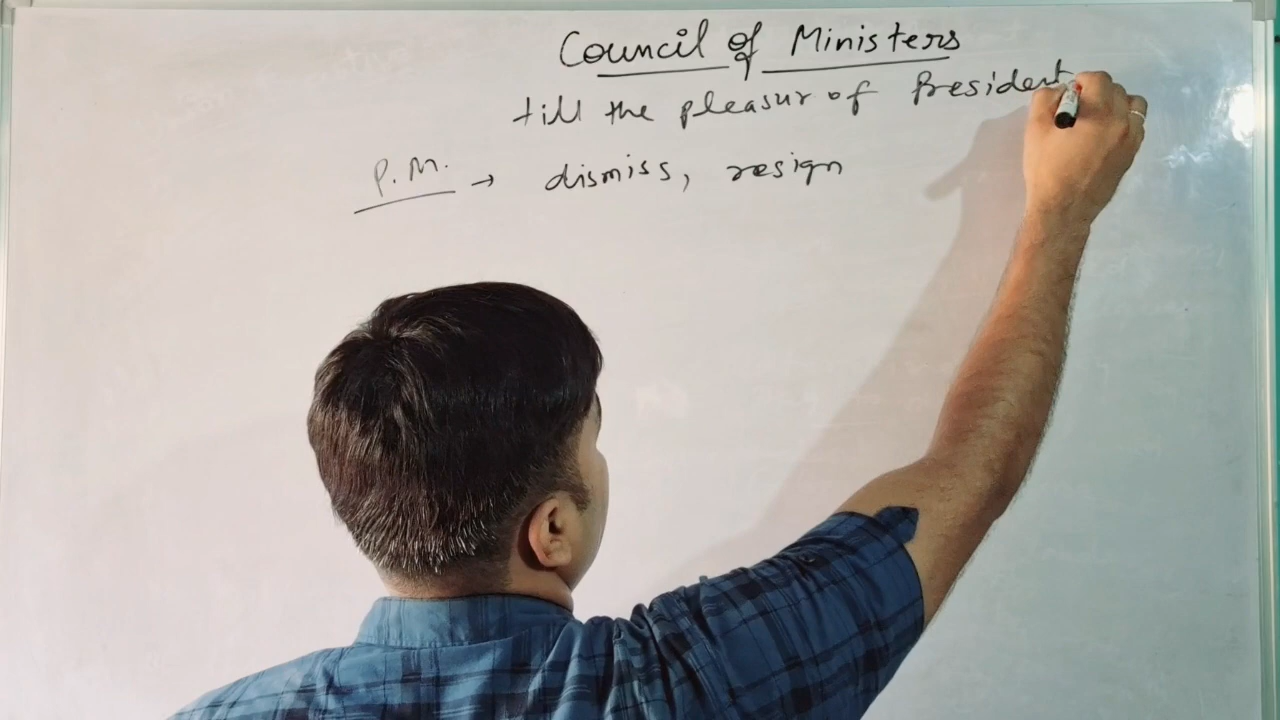 Council of Ministers
till the pleasur of President
P.M. → dismiss, resign